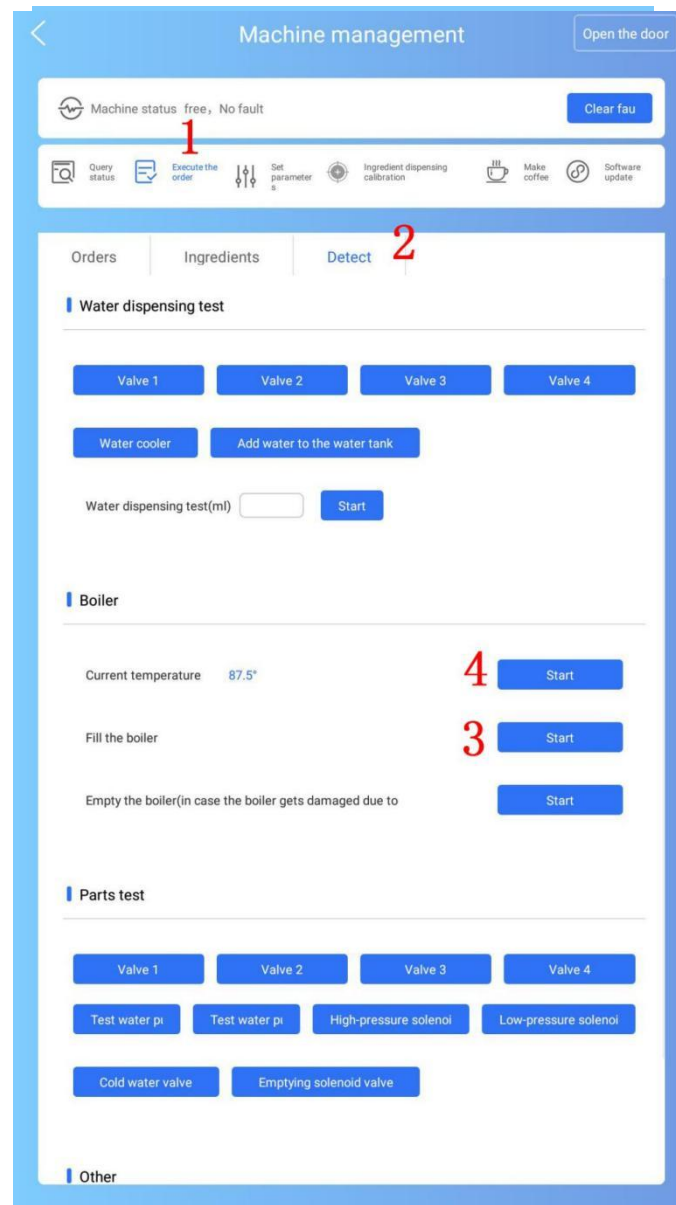 Machine management
Open the door
Machine status free，No fault
Clear fau
1
Query status
Execute the order
Set parameter s
Ingredient dispensing calibration
Make coffee
Software update
Orders Ingredients Detect 2
Water dispensing test
Valve 1 Valve 2 Valve 3 Valve 4
Water cooler Add water to the water tank
Water dispensing test(ml) Start
Boiler
Current temperature 87.5° 4 Start
Fill the boiler 3 Start
Empty the boiler(in case the boiler gets damaged due to Start
Parts test
Valve 1 Valve 2 Valve 3 Valve 4
Test water pu Test water pu High-pressure solenoi Low-pressure solenoi
Cold water valve Emptying solenoid valve
Other